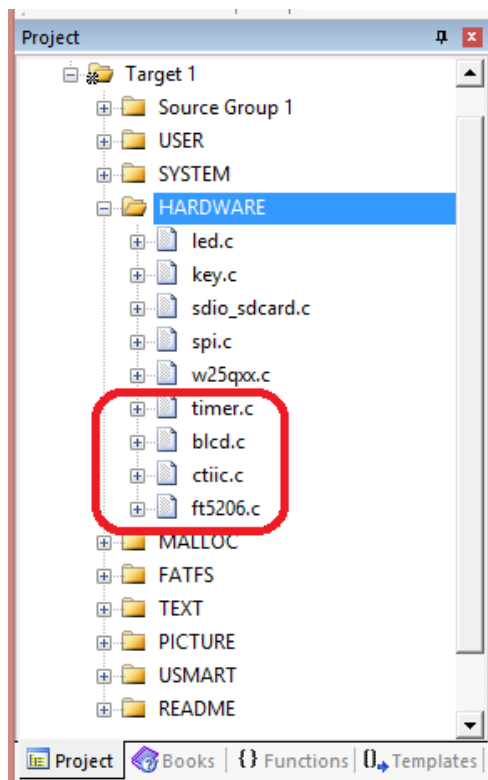 Project
Target 1
Source Group 1
USER
SYSTEM
HARDWARE
led.c
key.c
sdio_sdcard.c
spi.c
w25qxx.c
timer.c
blcd.c
ctiic.c
ft5206.c
MALLOC
FATFS
TEXT
PICTURE
USMART
README
Project Books {} Functions 0 Templates